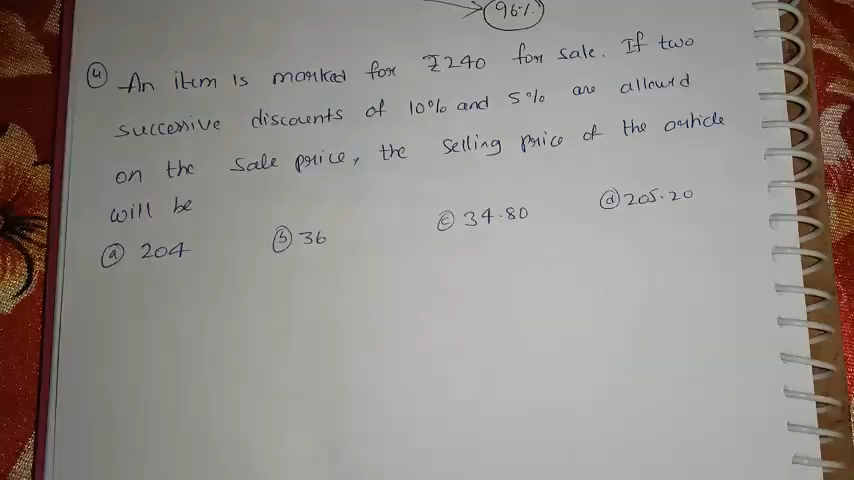 96%
④ An item is marked for ₹240 for sale. If two
successive discounts of 10% and 5% are allowed
on the sale price, the selling price of the article
will be
ⓐ 204 ⓑ 36 ⓒ 34.80 ⓓ 205.20